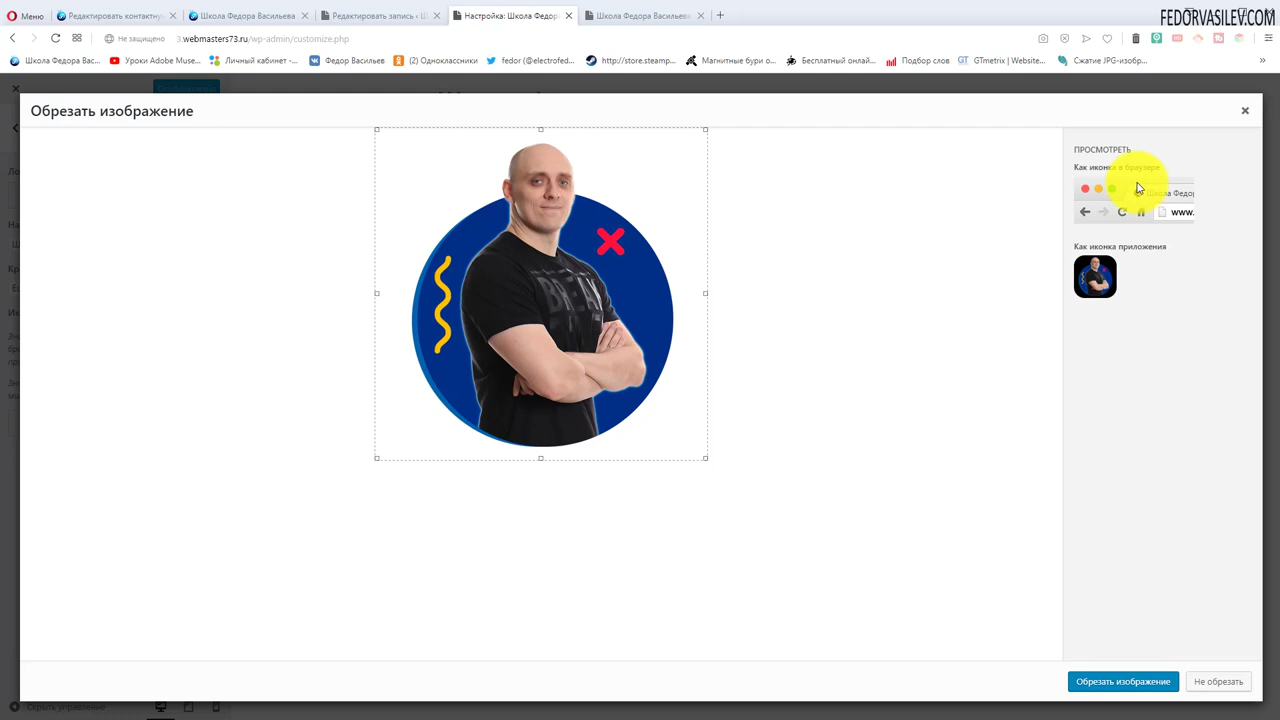 Меню
Редактировать контактну
Школа Федора Васильева
Редактировать запись ‹ Ш
Настройка: Школа Федор
Школа Федора Васильева
FEDORVASILEV.COM
Не защищено
3.webmasters73.ru/wp-admin/customize.php
Школа Федора Вас...
Уроки Adobe Muse...
Личный кабинет -...
Федор Васильев
(2) Одноклассники
fedor (@electrofed...
http://store.steamp...
Магнитные бури о...
Бесплатный онлай...
Подбор слов
GTmetrix | Website...
Сжатие JPG-изобр...
Обрезать изображение
ПРОСМОТРЕТЬ
Как иконка в браузере
Школа Федор
www.
Как иконка приложения
BREAK
Обрезать изображение
Не обрезать
Скрыть управление